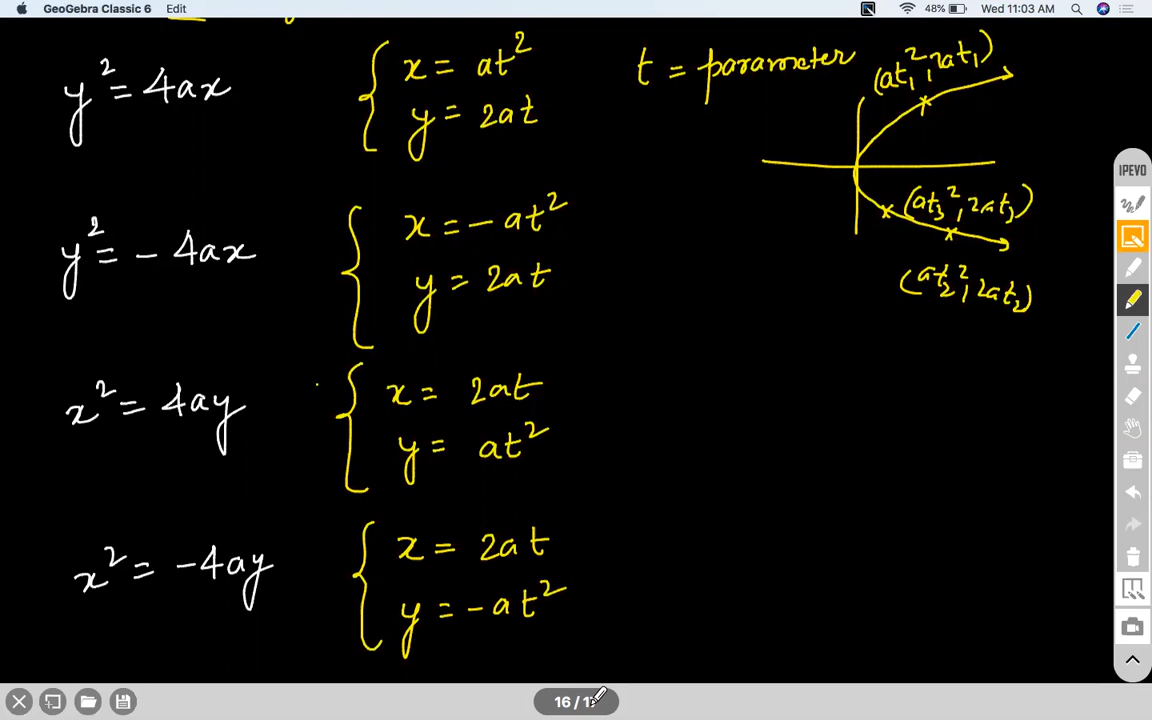 GeoGebra Classic 6 Edit 48% Wed 11:03 AM
y² = 4ax
x = at²
y = 2at
t = parameter
(at₁², 2at₁)
IPEVO
y² = - 4ax
x = - at²
y = 2at
(at₃², 2at₃)
(at₂², 2at₂)
x² = 4ay
x = 2at
y = at²
x² = -4ay
x = 2at
y = - at²
16 / 1